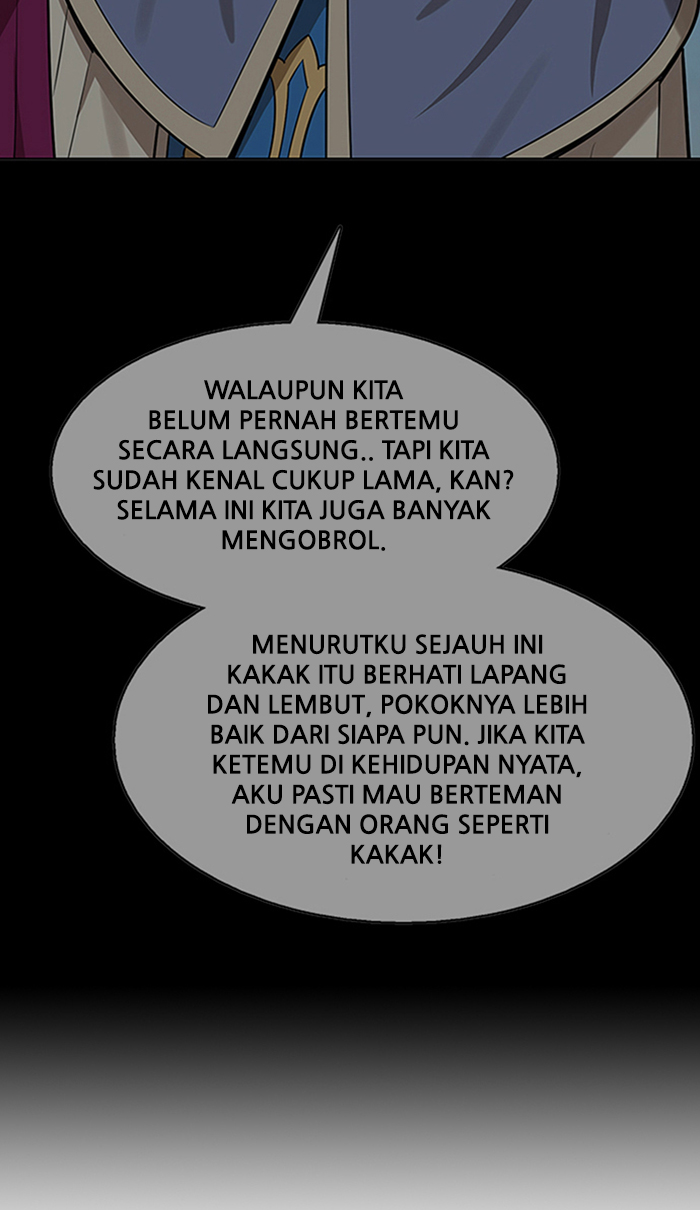 WALAUPUN KITA
BELUM PERNAH BERTEMU
SECARA LANGSUNG.. TAPI KITA
SUDAH KENAL CUKUP LAMA, KAN?
SELAMA INI KITA JUGA BANYAK
MENGOBROL.
MENURUTKU SEJAUH INI
KAKAK ITU BERHATI LAPANG
DAN LEMBUT, POKOKNYA LEBIH
BAIK DARI SIAPA PUN. JIKA KITA
KETEMU DI KEHIDUPAN NYATA,
AKU PASTI MAU BERTEMAN
DENGAN ORANG SEPERTI
KAKAK!